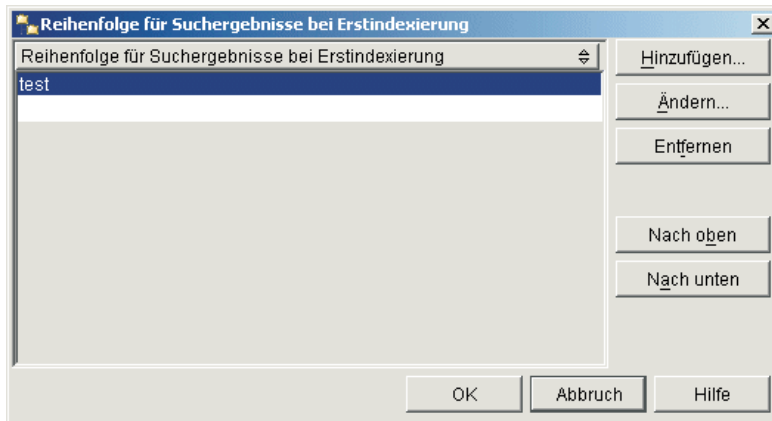 Reihenfolge für Suchergebnisse bei Erstindexierung
Reihenfolge für Suchergebnisse bei Erstindexierung
test
Hinzufügen...
Ändern...
Entfernen
Nach oben
Nach unten
OK
Abbruch
Hilfe